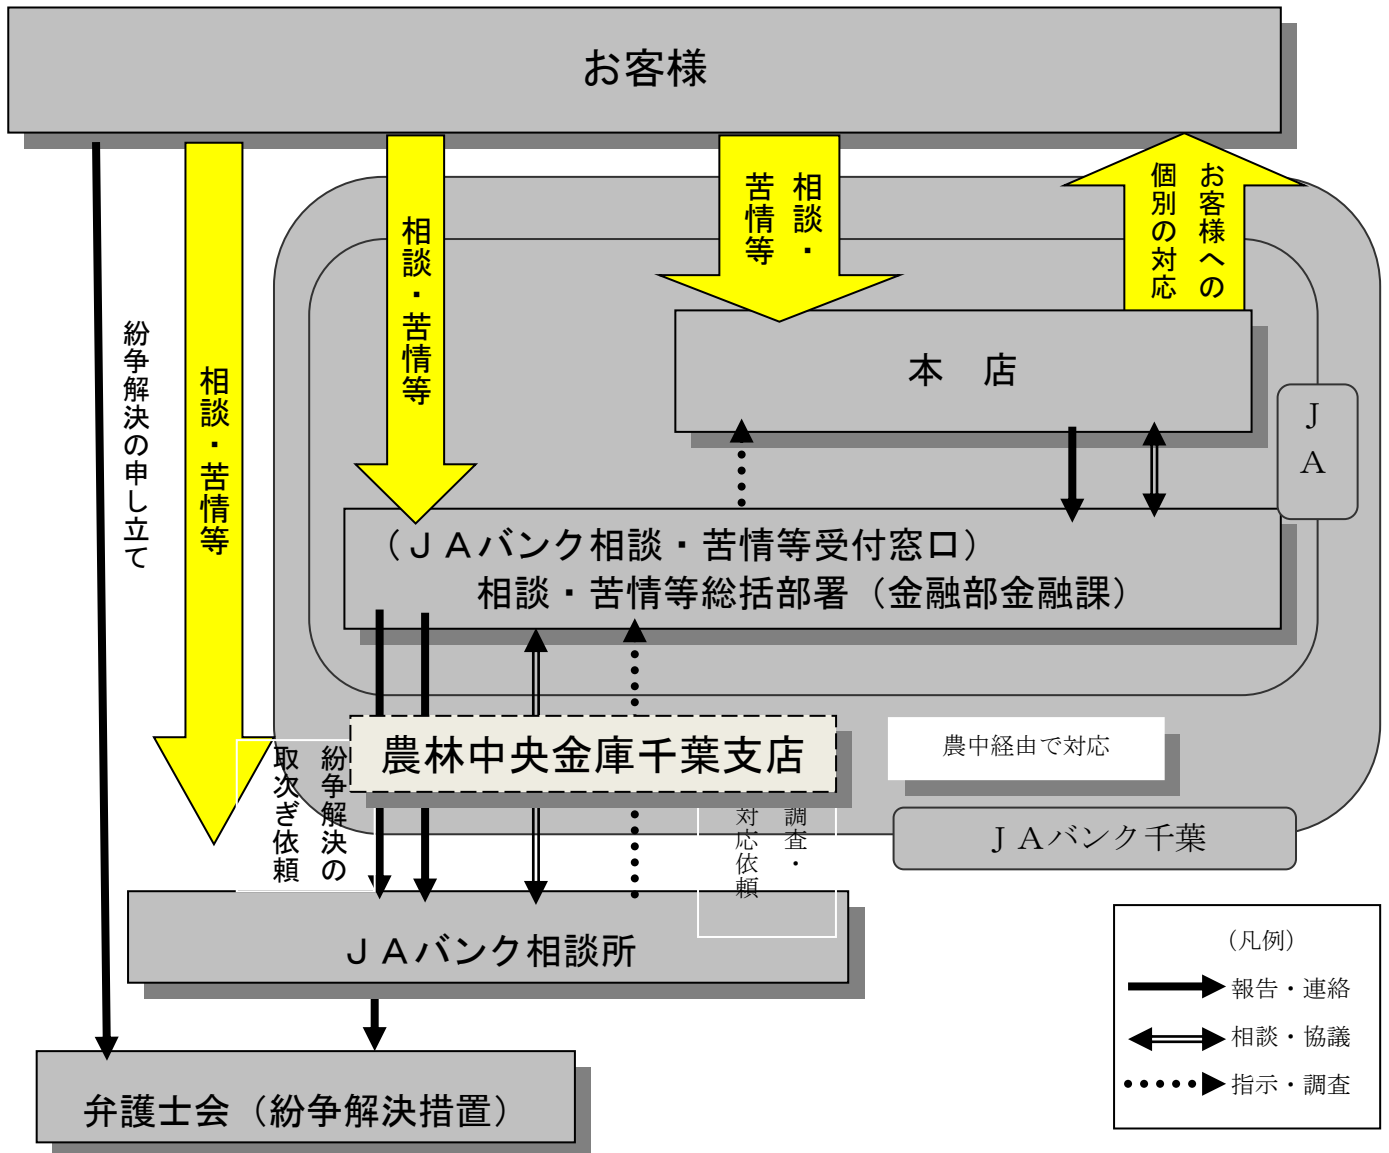 お客様
紛争解決の申し立て
相談・苦情等
相談・苦情等
相談・
苦情等
お客様への
個別の対応
本　店
ＪＡ
（ＪＡバンク相談・苦情等受付窓口）
相談・苦情等総括部署（金融部金融課）
農林中央金庫千葉支店
農中経由で対応
紛争解決の
取次ぎ依頼
調査・
対応依頼
ＪＡバンク千葉
ＪＡバンク相談所
弁護士会（紛争解決措置）
（凡例）
報告・連絡
相談・協議
指示・調査